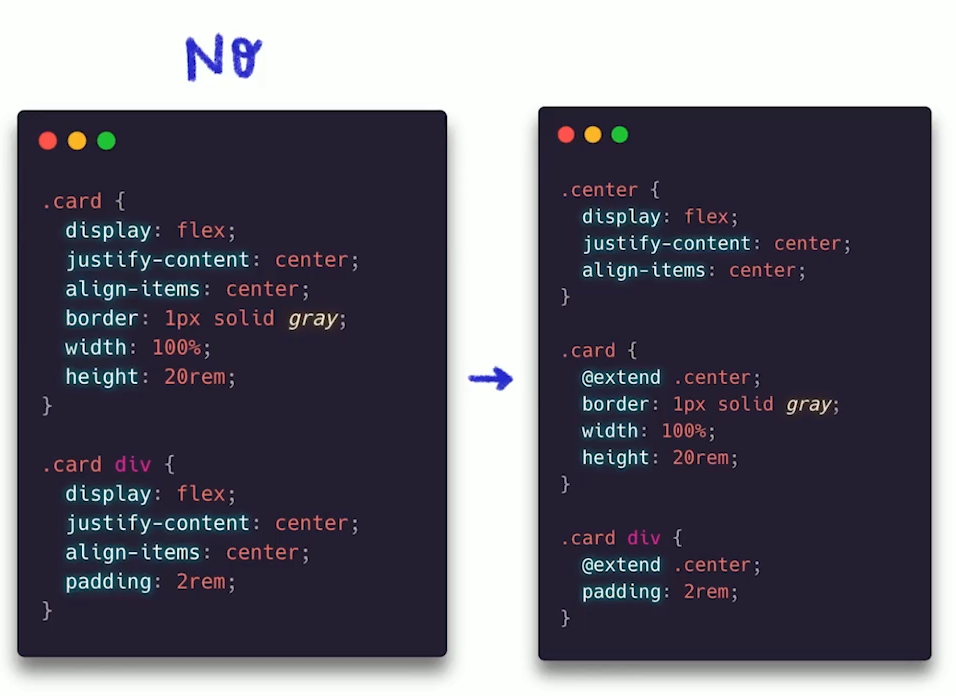 NO
.card {
  display: flex;
  justify-content: center;
  align-items: center;
  border: 1px solid gray;
  width: 100%;
  height: 20rem;
}
.card div {
  display: flex;
  justify-content: center;
  align-items: center;
  padding: 2rem;
}
.center {
  display: flex;
  justify-content: center;
  align-items: center;
}
.card {
  @extend .center;
  border: 1px solid gray;
  width: 100%;
  height: 20rem;
}
.card div {
  @extend .center;
  padding: 2rem;
}